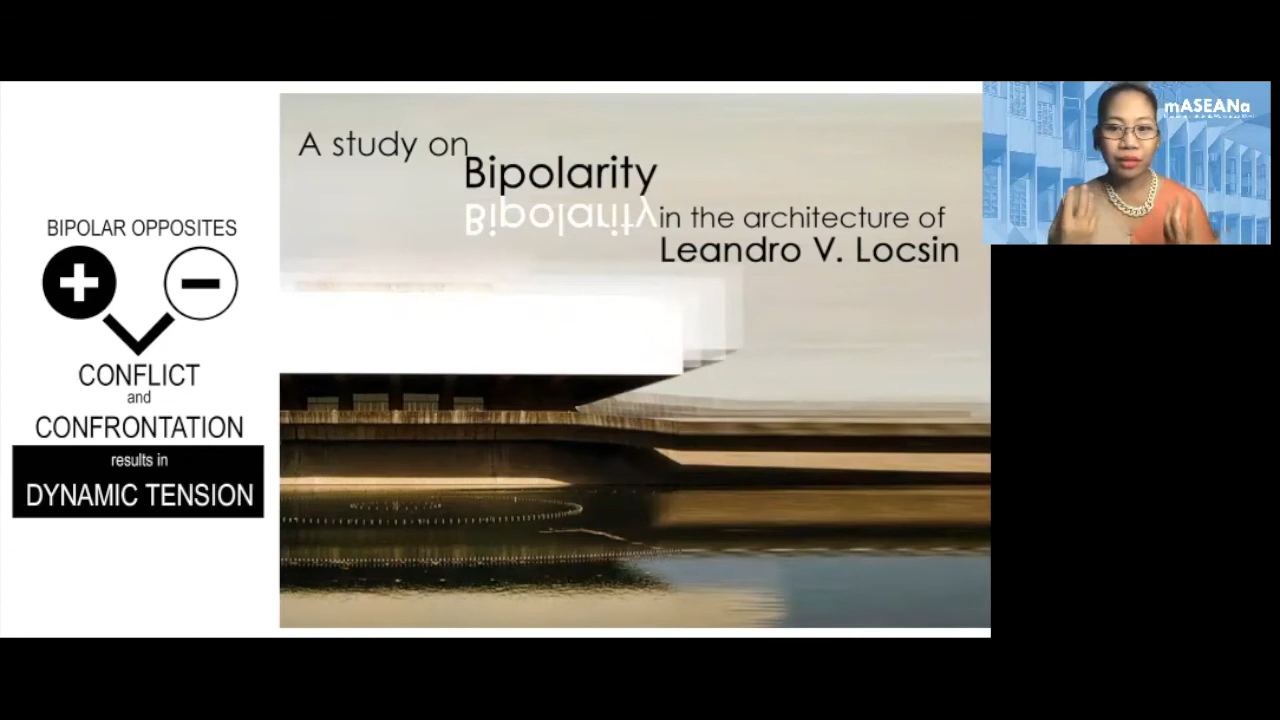 A study on
Bipolarity
Bipolarity
in the architecture of
Leandro V. Locsin
BIPOLAR OPPOSITES
CONFLICT
and
CONFRONTATION
results in
DYNAMIC TENSION
mASEANa